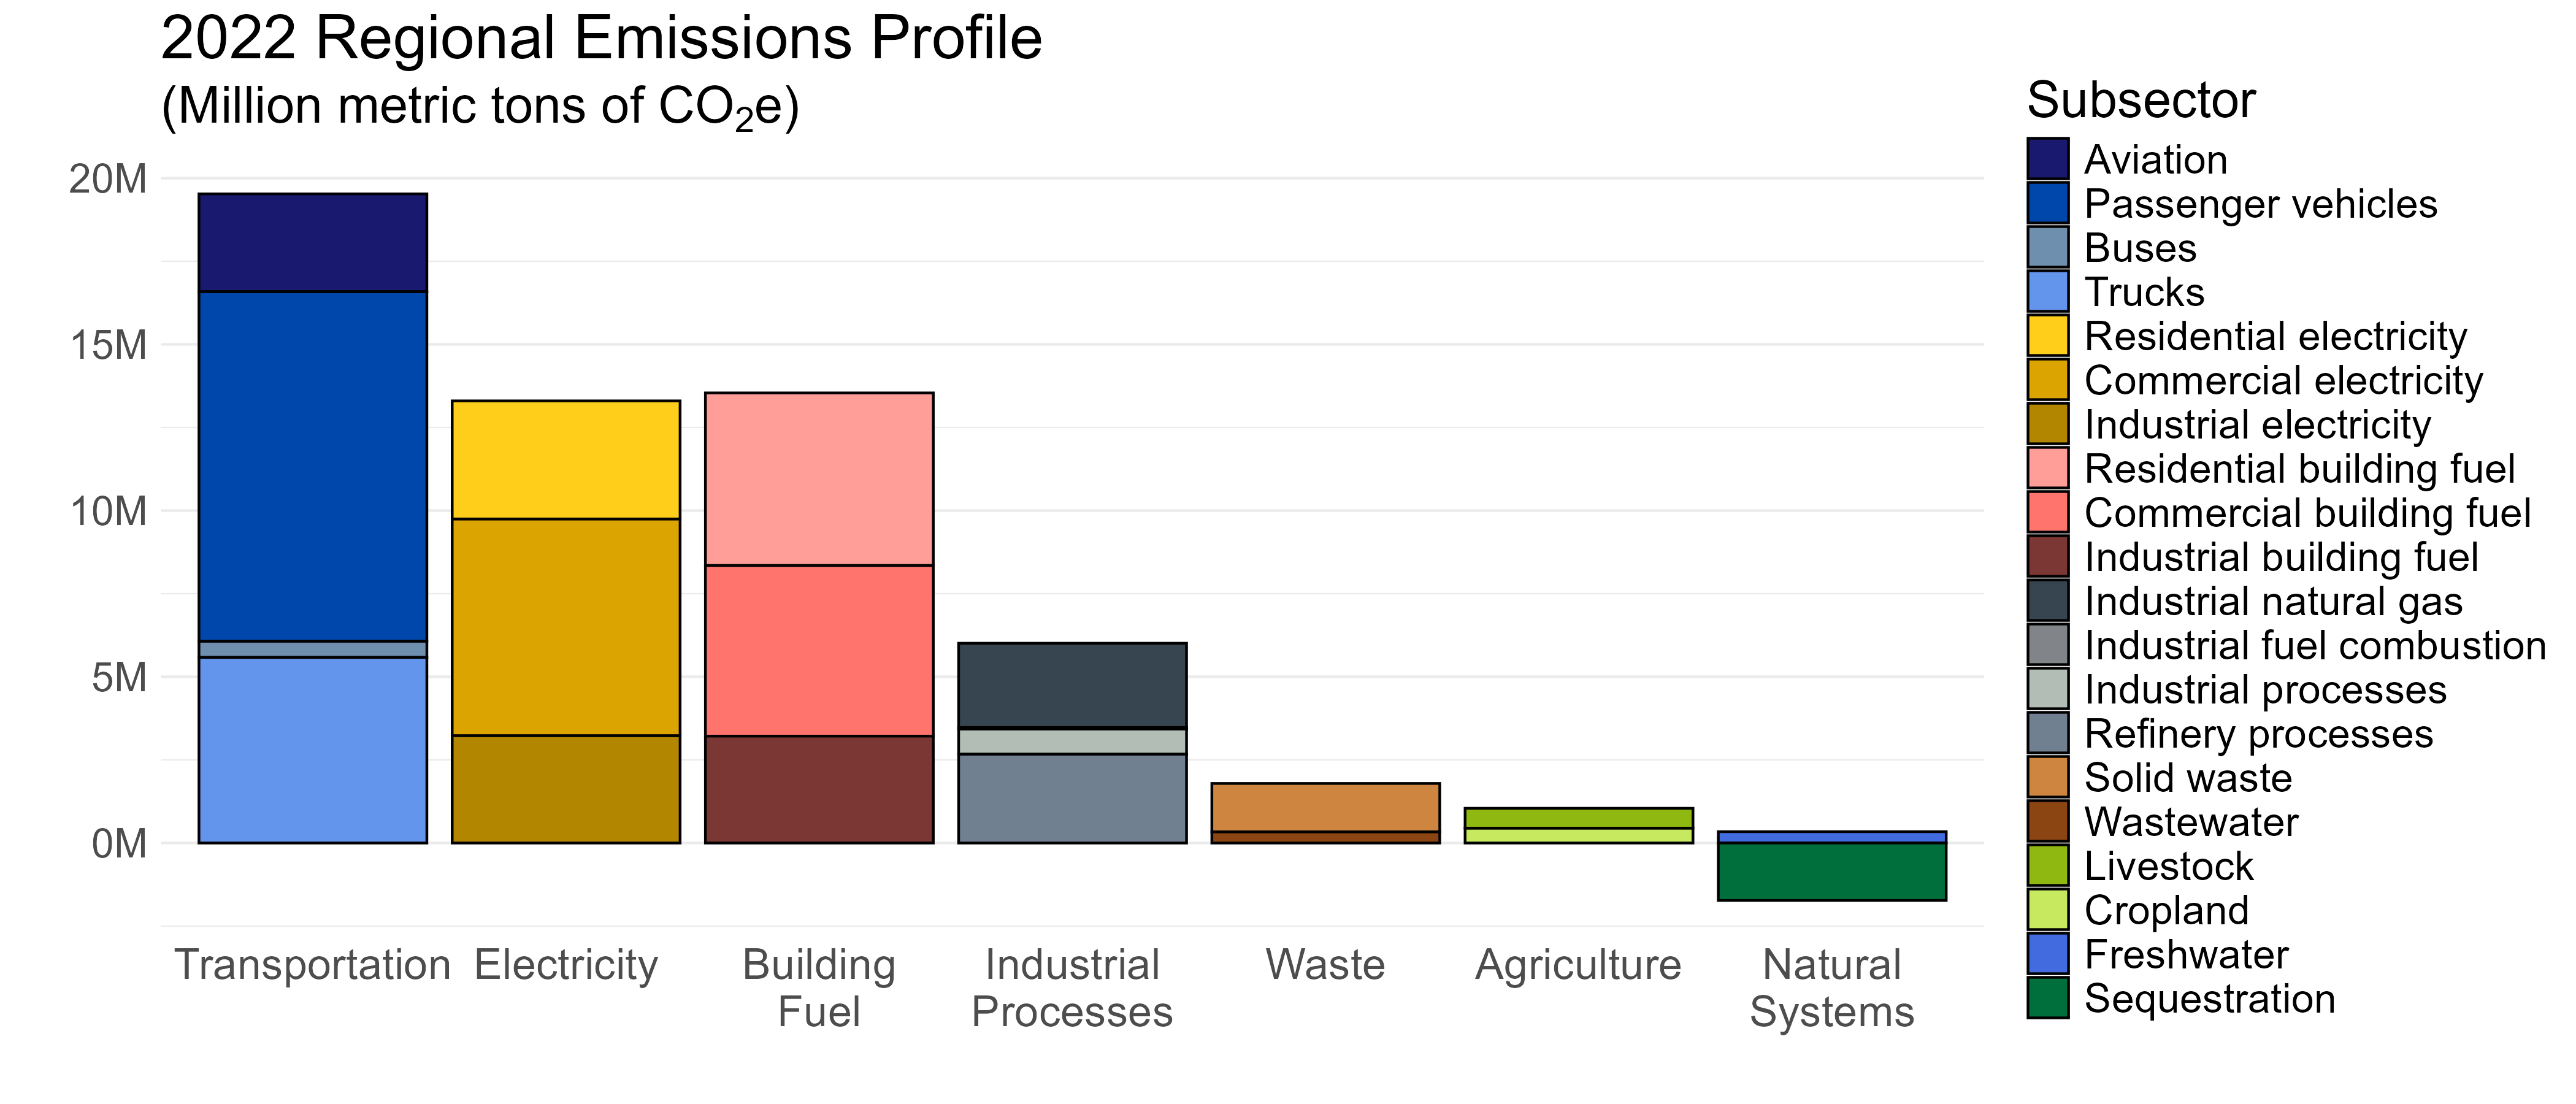 2022 Regional Emissions Profile
(Million metric tons of CO₂e)
20M
15M
10M
5M
0M
Transportation
Electricity
Building
Fuel
Industrial
Processes
Waste
Agriculture
Natural
Systems
Subsector
Aviation
Passenger vehicles
Buses
Trucks
Residential electricity
Commercial electricity
Industrial electricity
Residential building fuel
Commercial building fuel
Industrial building fuel
Industrial natural gas
Industrial fuel combustion
Industrial processes
Refinery processes
Solid waste
Wastewater
Livestock
Cropland
Freshwater
Sequestration